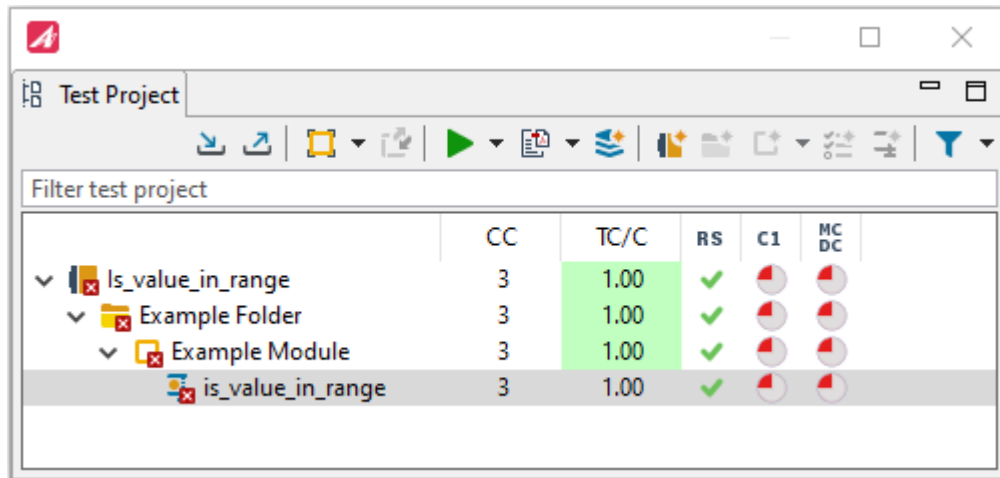 Test Project
Filter test project
CC TC/C RS C1 MC DC
Is_value_in_range 3 1.00
Example Folder 3 1.00
Example Module 3 1.00
is_value_in_range 3 1.00